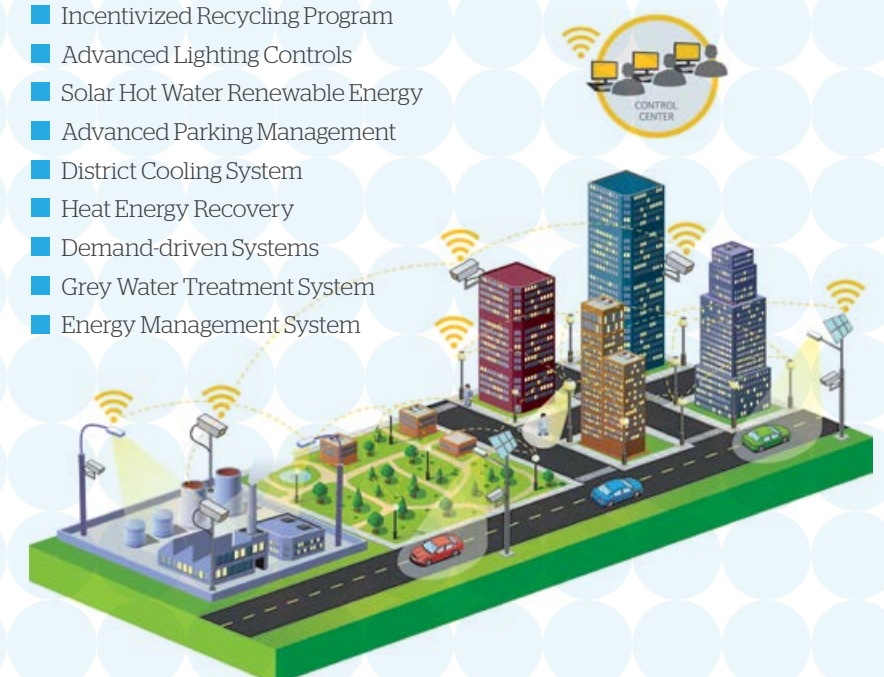 Incentivized Recycling Program
Advanced Lighting Controls
Solar Hot Water Renewable Energy
Advanced Parking Management
District Cooling System
Heat Energy Recovery
Demand-driven Systems
Grey Water Treatment System
Energy Management System
CONTROL
CENTER